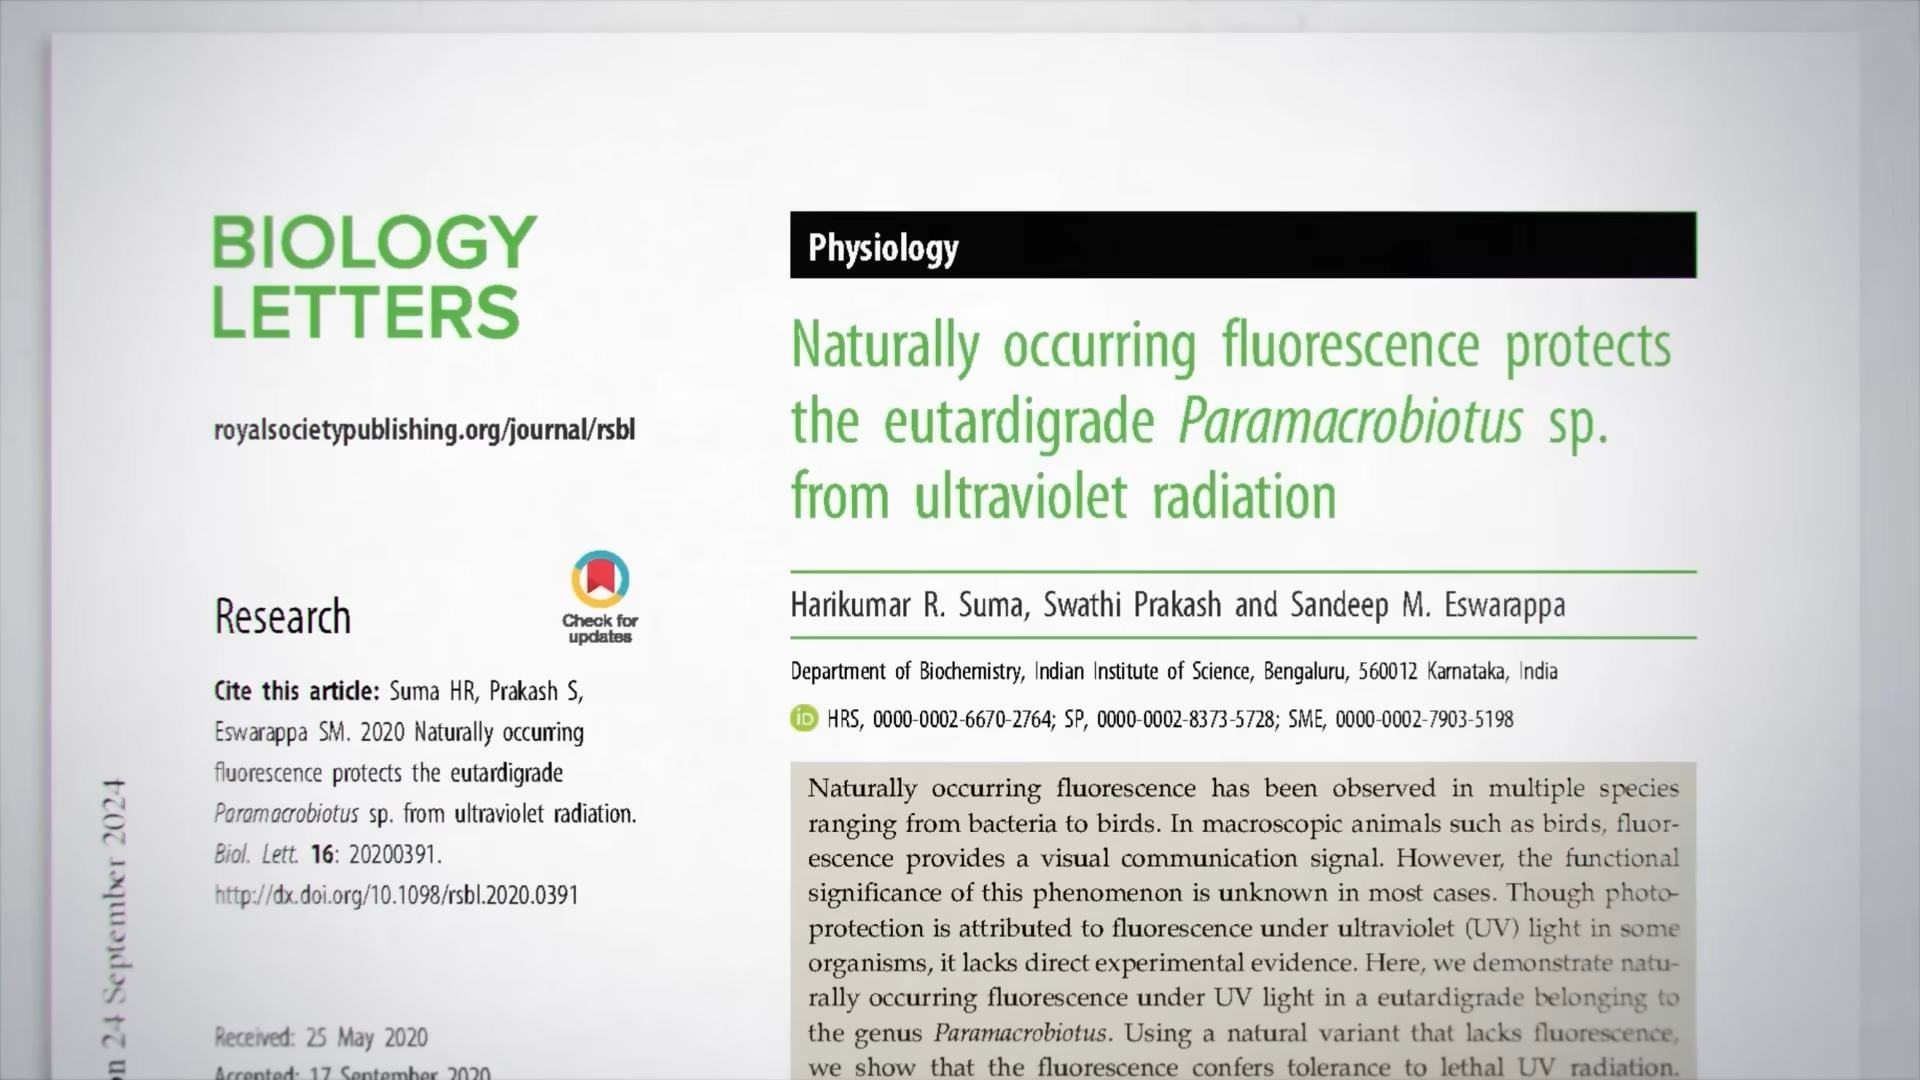 BIOLOGY
LETTERS
royalsocietypublishing.org/journal/rsbl
Research
Check for
updates
Cite this article: Suma HR, Prakash S,
Eswarappa SM. 2020 Naturally occurring
fluorescence protects the eutardigrade
Paramacrobiotus sp. from ultraviolet radiation.
Biol. Lett. 16: 20200391.
http://dx.doi.org/10.1098/rsbl.2020.0391
Received: 25 May 2020
Accepted: 17 September 2020
on 24 September 2024
Physiology
Naturally occurring fluorescence protects
the eutardigrade Paramacrobiotus sp.
from ultraviolet radiation
Harikumar R. Suma, Swathi Prakash and Sandeep M. Eswarappa
Department of Biochemistry, Indian Institute of Science, Bengaluru, 560012 Karnataka, India
iD HRS, 0000-0002-6670-2764; SP, 0000-0002-8373-5728; SME, 0000-0002-7903-5198
Naturally occurring fluorescence has been observed in multiple species
ranging from bacteria to birds. In macroscopic animals such as birds, fluor-
escence provides a visual communication signal. However, the functional
significance of this phenomenon is unknown in most cases. Though photo-
protection is attributed to fluorescence under ultraviolet (UV) light in some
organisms, it lacks direct experimental evidence. Here, we demonstrate natu-
rally occurring fluorescence under UV light in a eutardigrade belonging to
the genus Paramacrobiotus. Using a natural variant that lacks fluorescence,
we show that the fluorescence confers tolerance to lethal UV radiation.